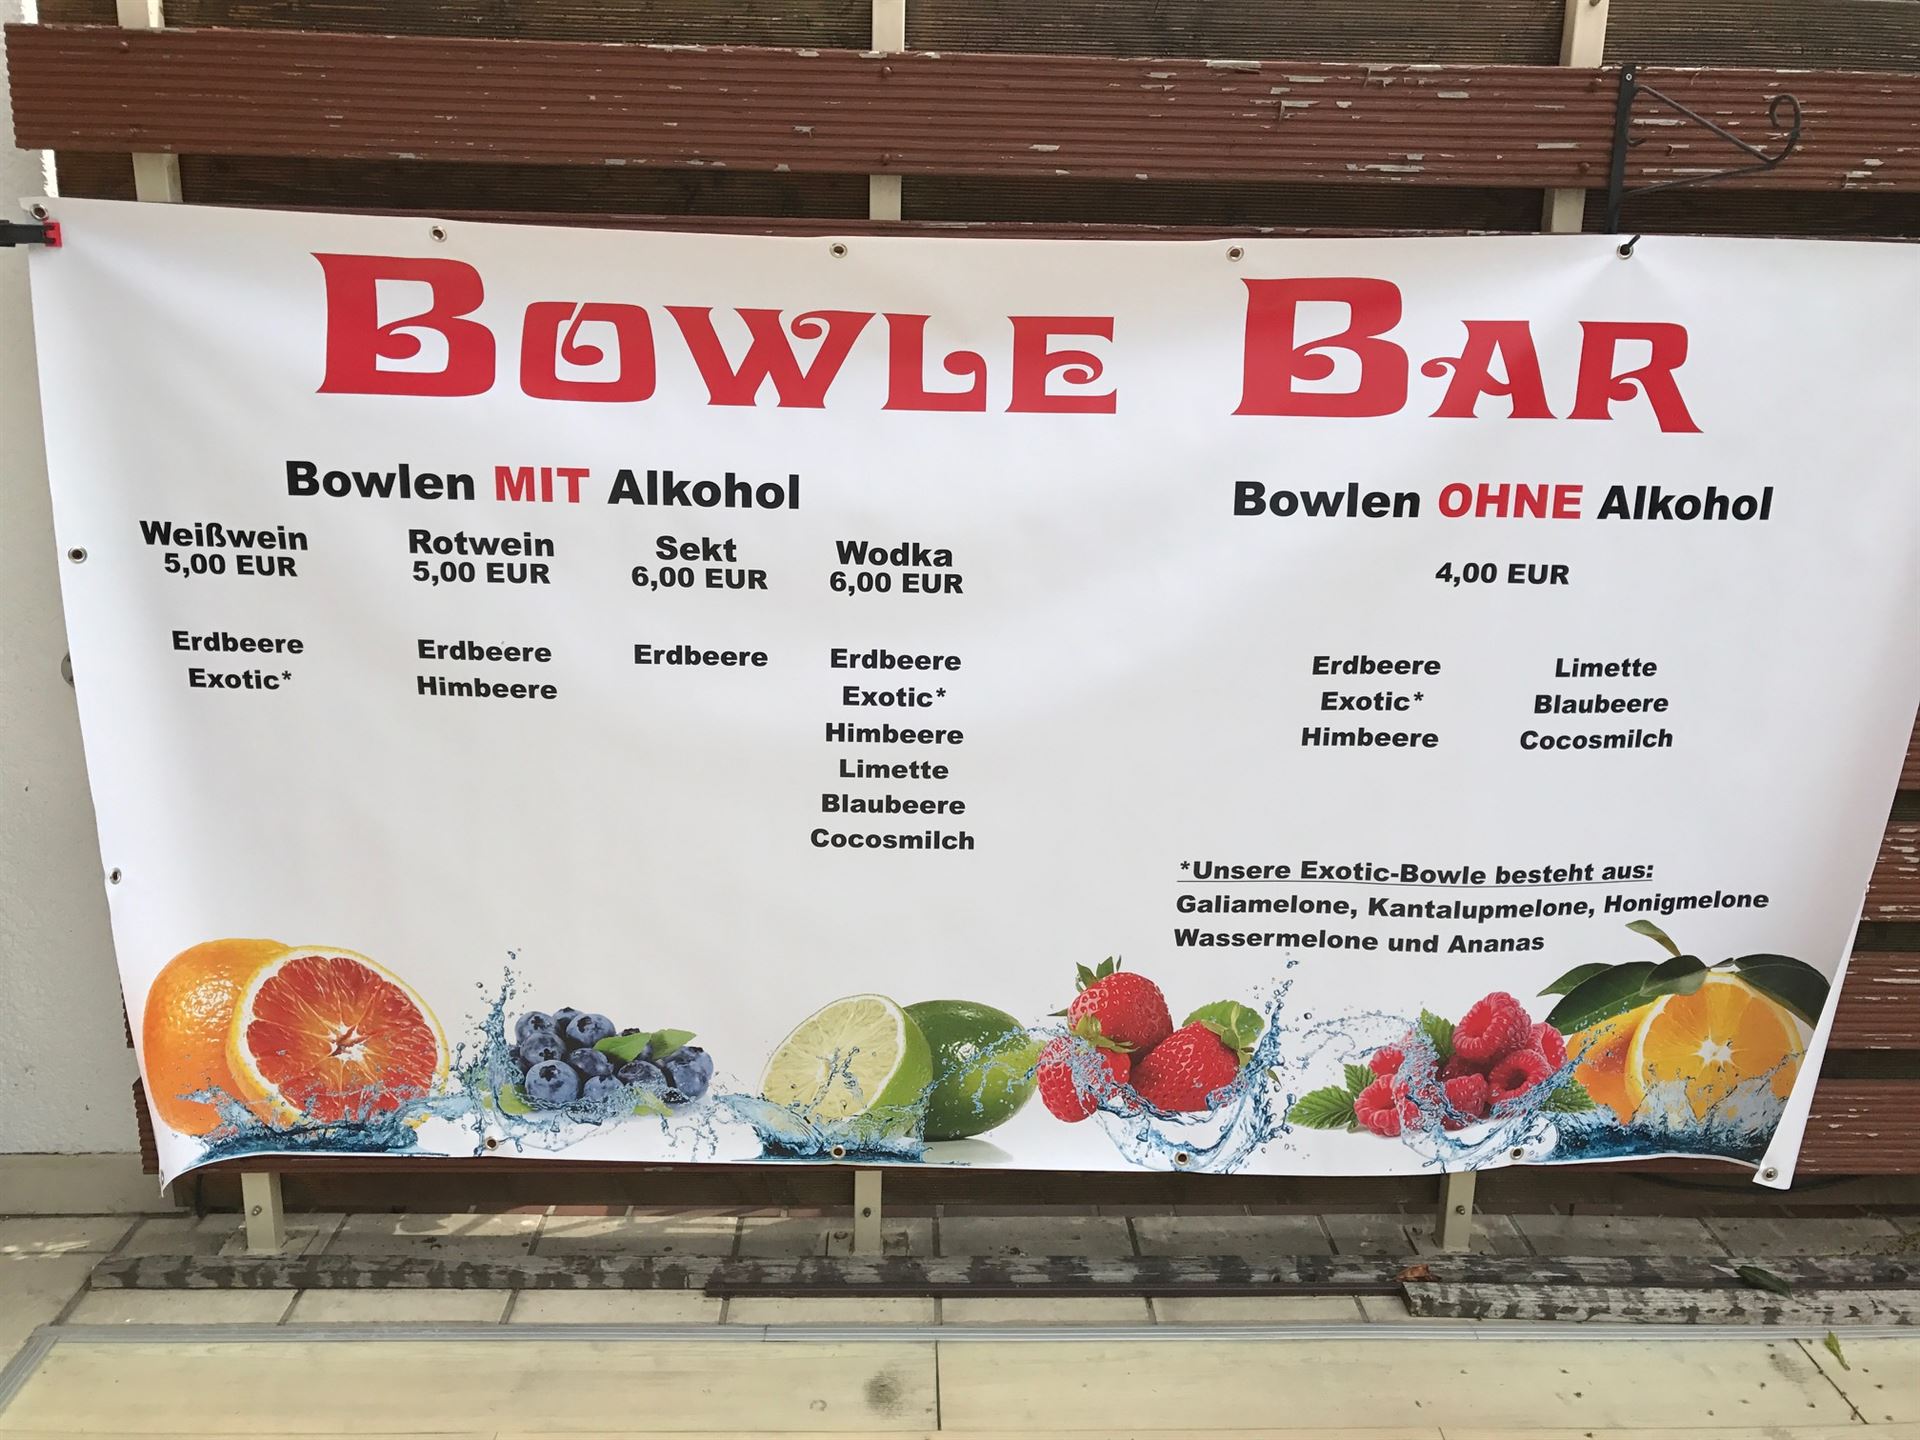 BOWLE BAR
Bowlen MIT Alkohol
Weißwein
5,00 EUR
Erdbeere
Exotic*
Rotwein
5,00 EUR
Erdbeere
Himbeere
Sekt
6,00 EUR
Erdbeere
Wodka
6,00 EUR
Erdbeere
Exotic*
Himbeere
Limette
Blaubeere
Cocosmilch
Bowlen OHNE Alkohol
4,00 EUR
Erdbeere
Exotic*
Himbeere
Limette
Blaubeere
Cocosmilch
*Unsere Exotic-Bowle besteht aus:
Galiamelone, Kantalupmelone, Honigmelone
Wassermelone und Ananas